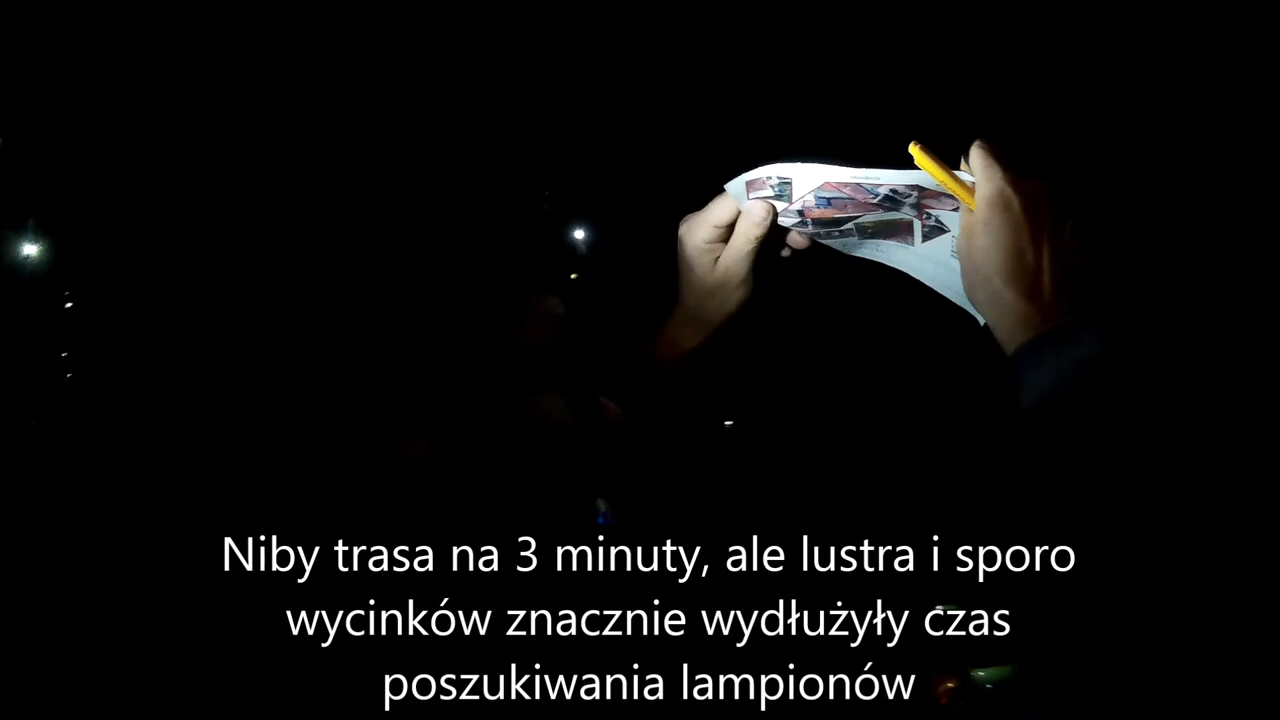 Niby trasa na 3 minuty, ale lustra i sporo
wycinków znacznie wydłużyły czas
poszukiwania lampionów